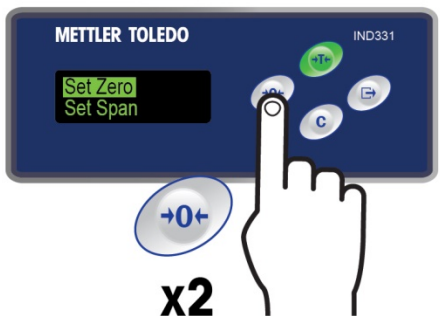 METTLER TOLEDO
IND331
→T←
Set Zero
Set Span
→0←
C
→0←
x2